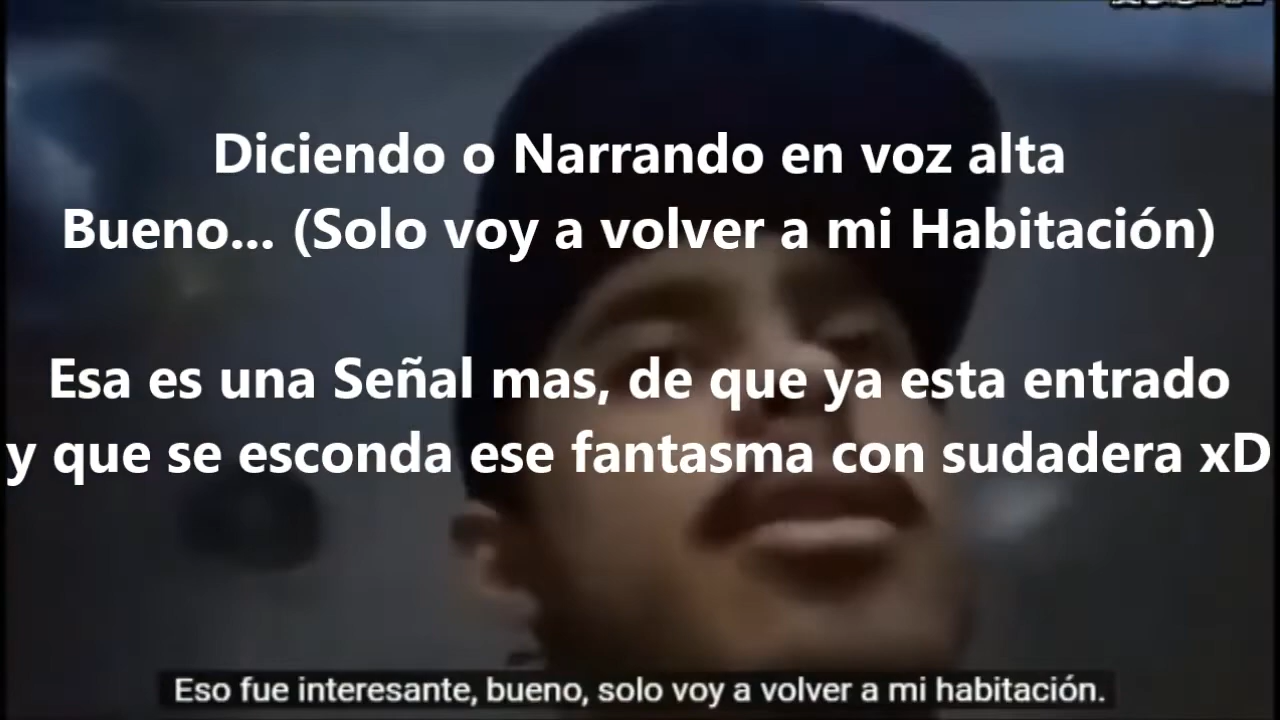 Diciendo o Narrando en voz alta
Bueno... (Solo voy a volver a mi Habitación)
Esa es una Señal mas, de que ya esta entrado
y que se esconda ese fantasma con sudadera xD
Eso fue interesante, bueno, solo voy a volver a mi habitación.